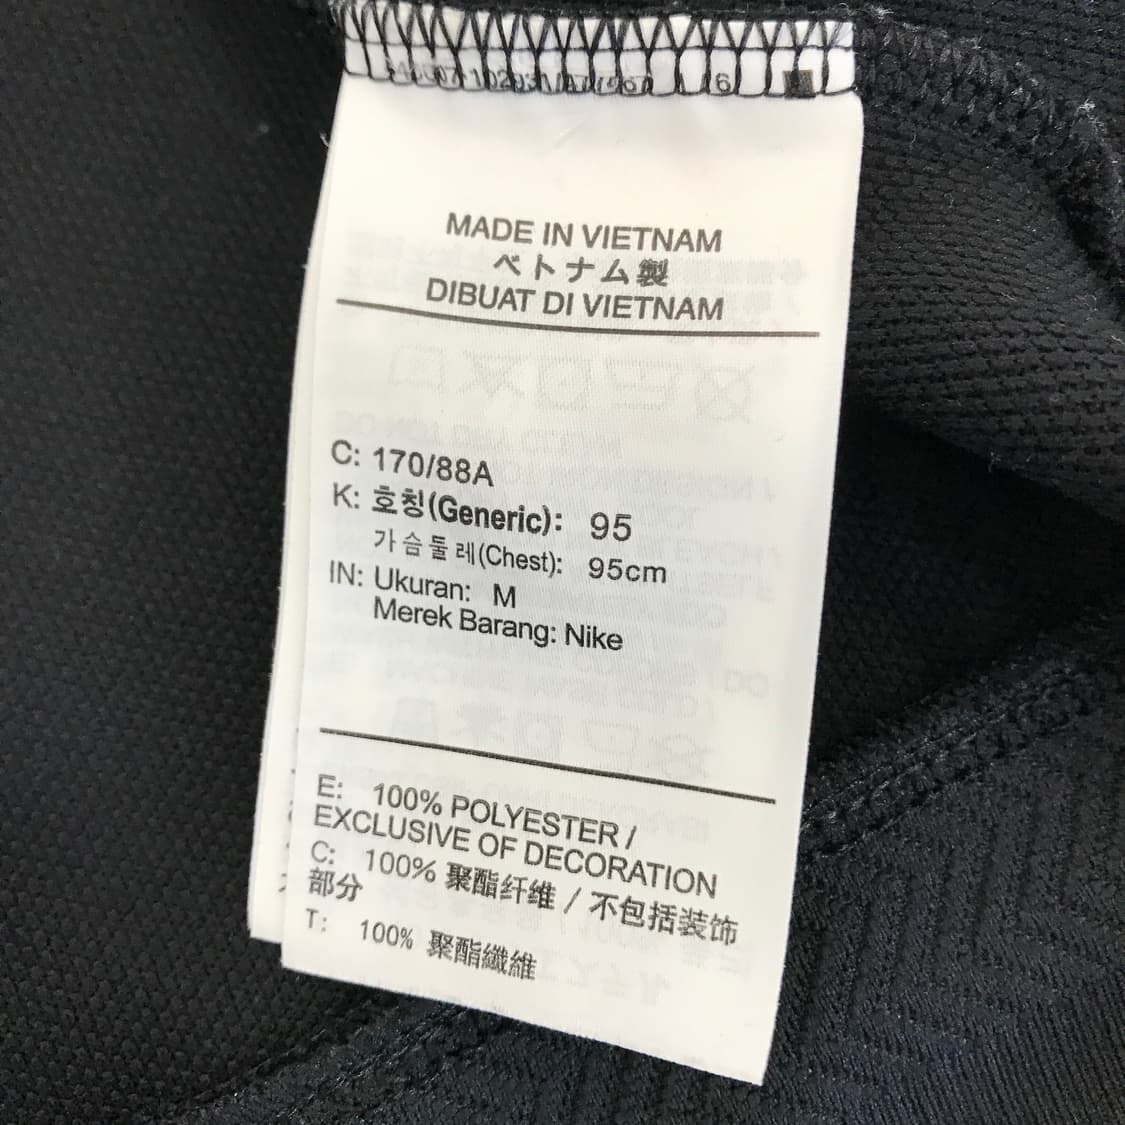 MADE IN VIETNAM
ベトナム製
DIBUAT DI VIETNAM
C: 170/88A
K: 호칭(Generic): 95
가슴둘레(Chest): 95cm
IN: Ukuran: M
Merek Barang: Nike
E: 100% POLYESTER /
EXCLUSIVE OF DECORATION
C: 100% 聚酯纤维 / 不包括装饰
部分
T: 100% 聚酯纖維